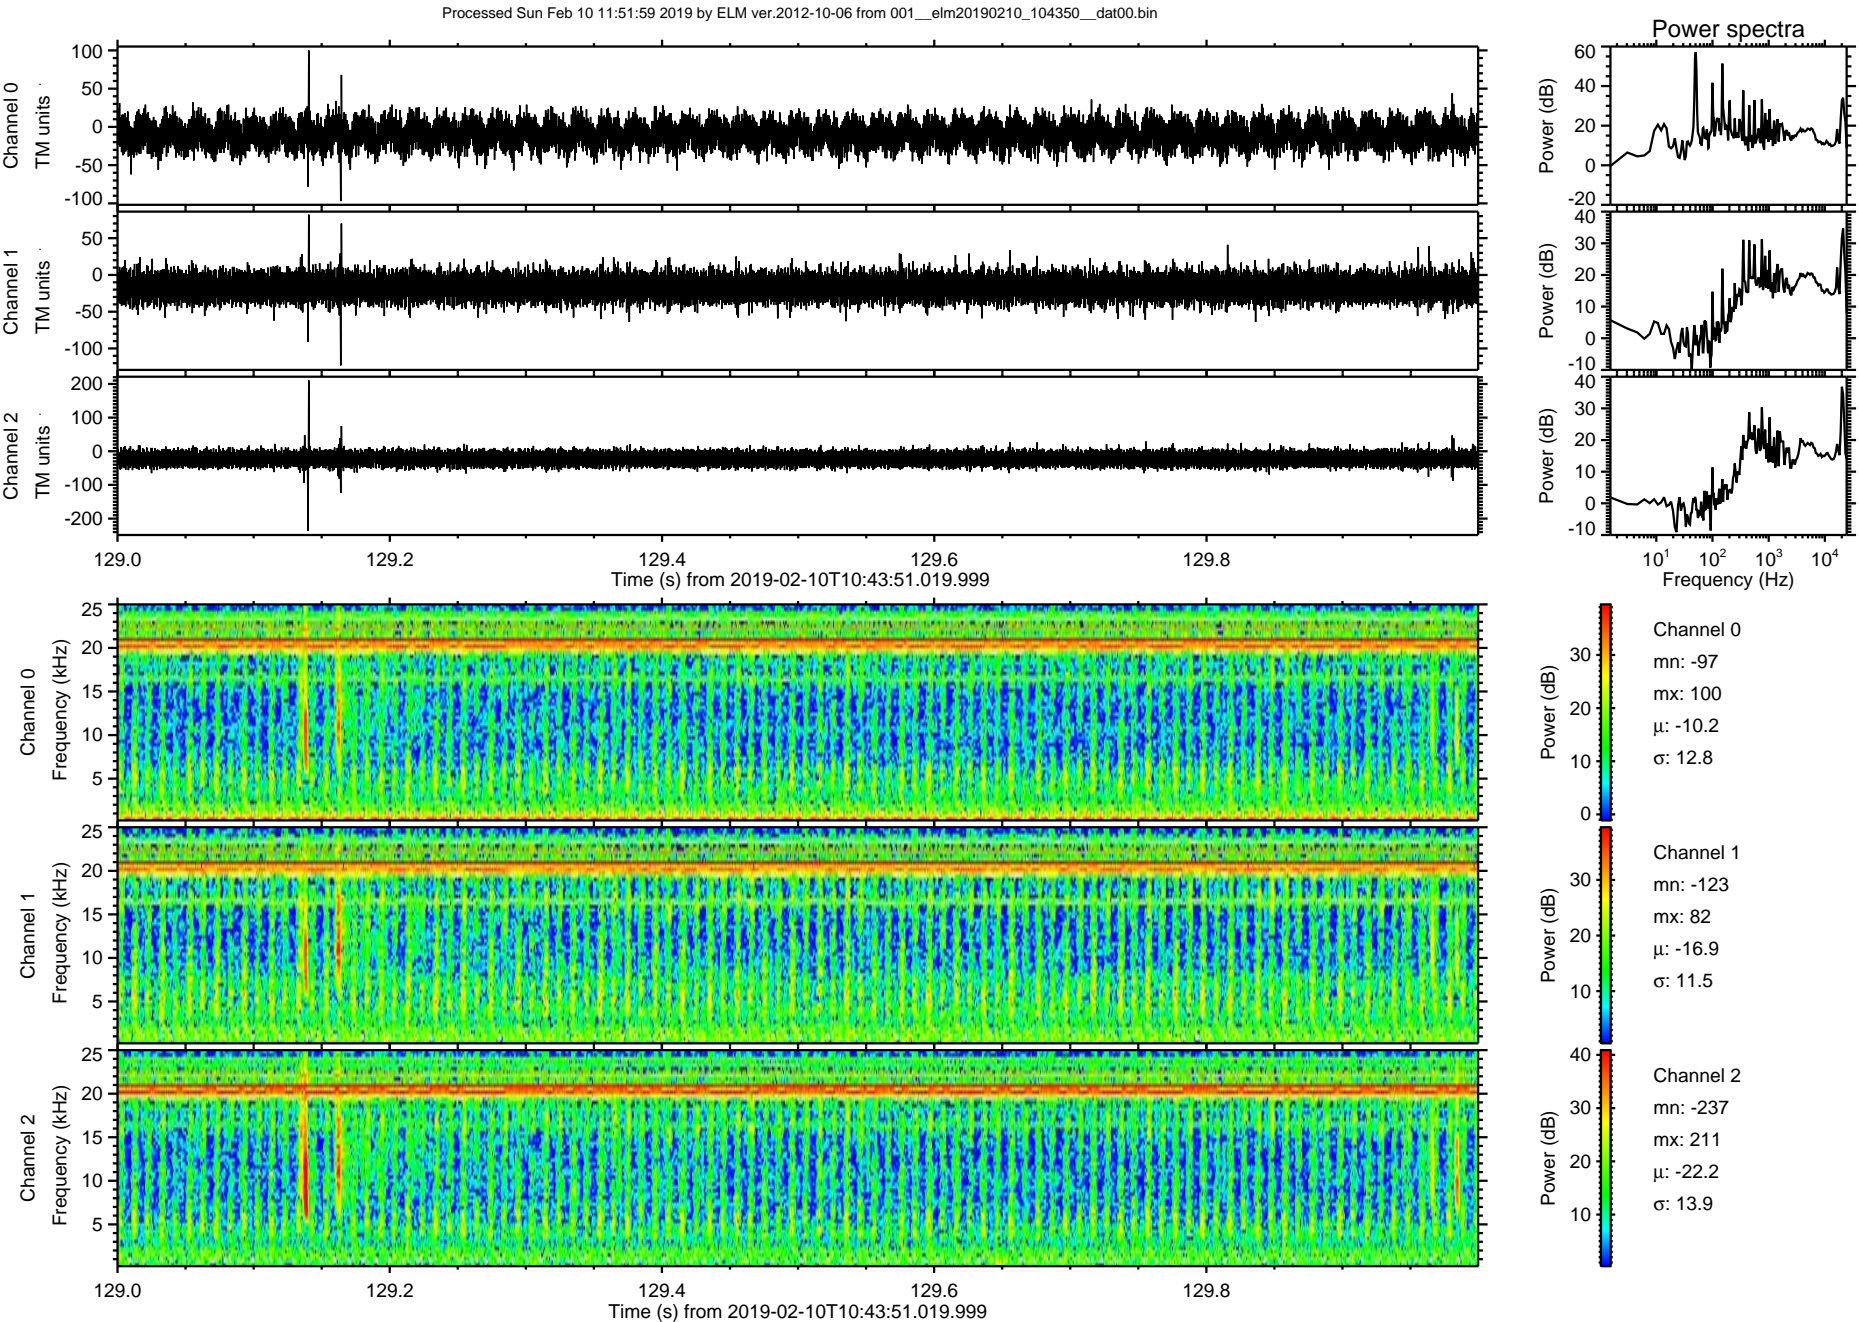 Processed Sun Feb 10 11:51:59 2019 by ELM ver.2012-10-06 from 001__elm20190210_104350__dat00.bin
Power spectra
Channel 0
TM units
100
50
0
-50
-100
Power (dB)
60
40
20
0
-20
Channel 1
TM units
50
0
-50
-100
Power (dB)
40
30
20
10
0
-10
Channel 2
TM units
200
100
0
-100
-200
Power (dB)
40
30
20
10
0
-10
129.0 129.2 129.4 129.6 129.8
Time (s) from 2019-02-10T10:43:51.019.999
10¹ 10² 10³ 10⁴
Frequency (Hz)
Channel 0
Frequency (kHz)
25
20
15
10
5
Power (dB)
30
20
10
0
Channel 0
mn: -97
mx: 100
µ: -10.2
σ: 12.8
Channel 1
Frequency (kHz)
25
20
15
10
5
Power (dB)
30
20
10
Channel 1
mn: -123
mx: 82
µ: -16.9
σ: 11.5
Channel 2
Frequency (kHz)
25
20
15
10
5
Power (dB)
40
30
20
10
Channel 2
mn: -237
mx: 211
µ: -22.2
σ: 13.9
129.0 129.2 129.4 129.6 129.8
Time (s) from 2019-02-10T10:43:51.019.999